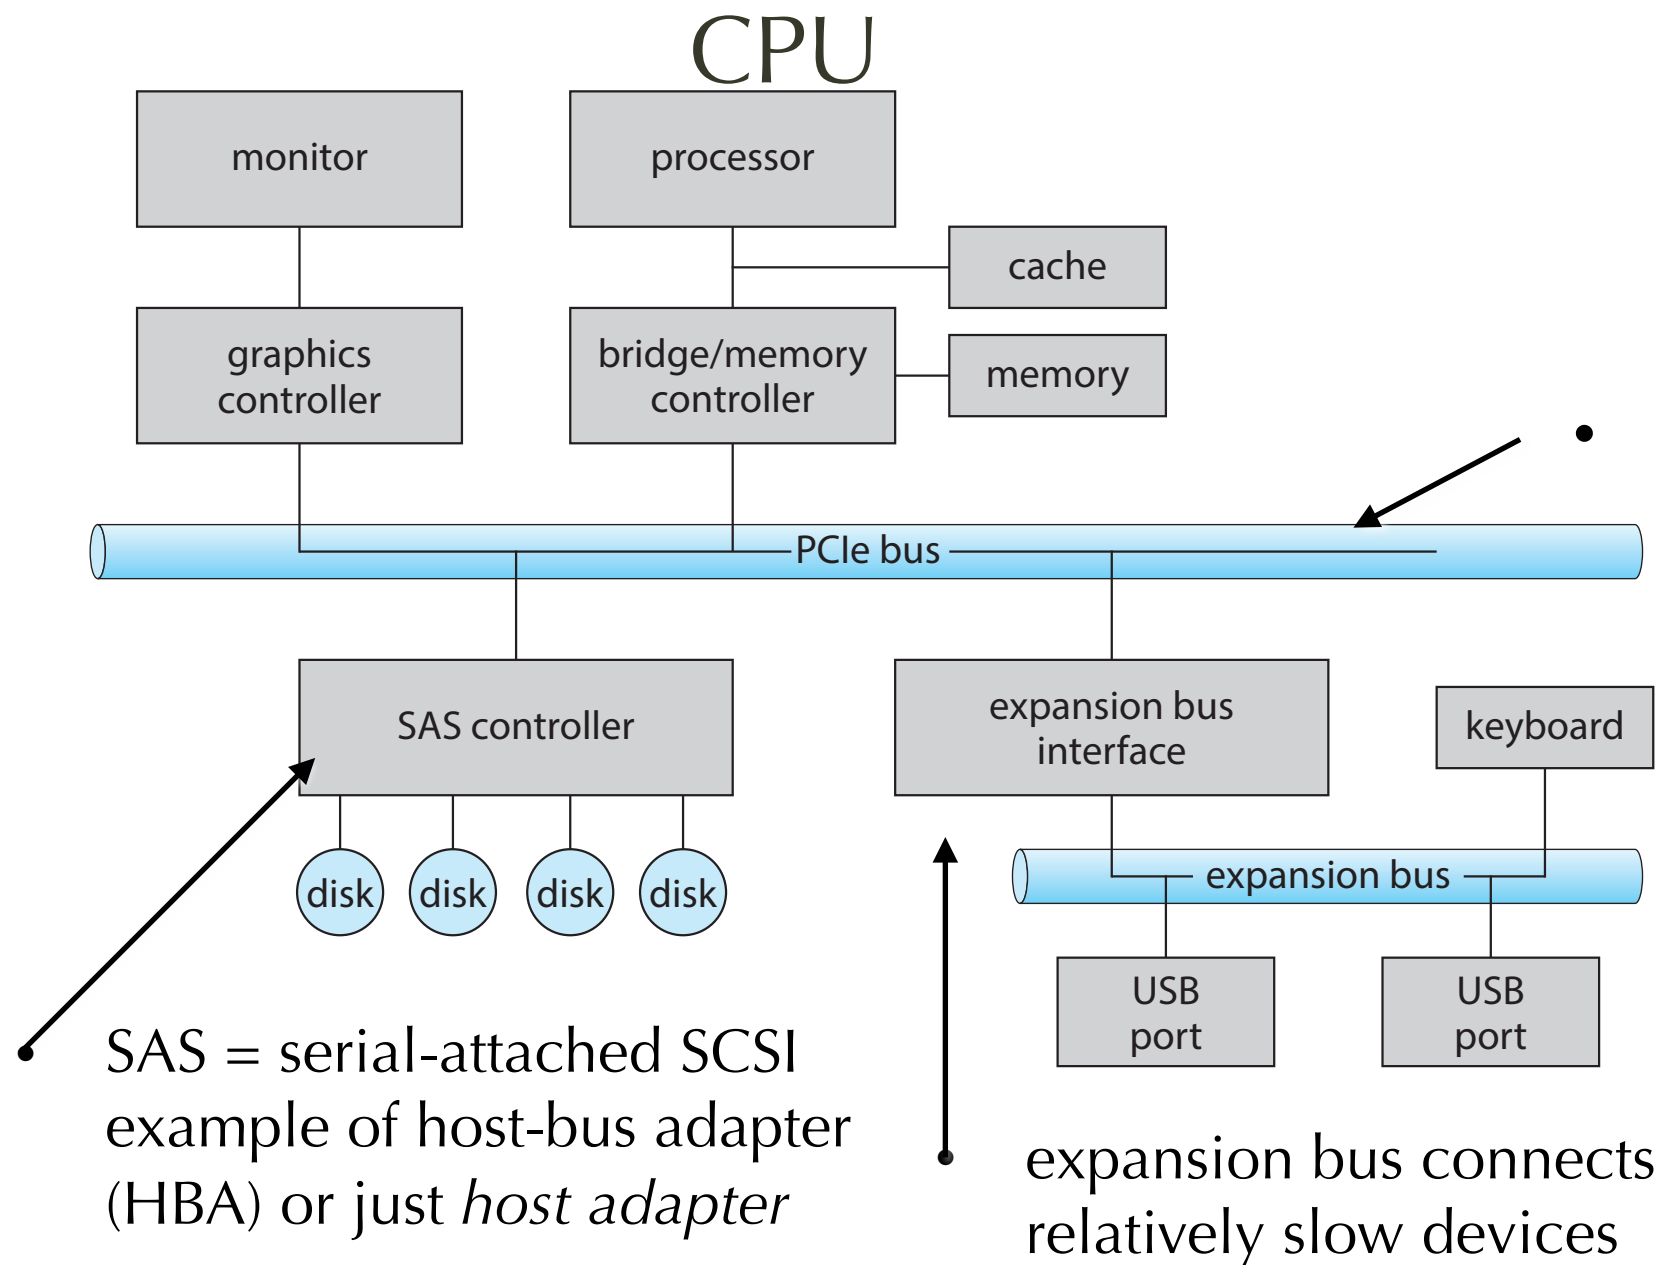 CPU
monitor
processor
cache
graphics
controller
bridge/memory
controller
memory
PCIe bus
SAS controller
expansion bus
interface
keyboard
disk
disk
disk
disk
expansion bus
USB
port
USB
port
SAS = serial-attached SCSI
example of host-bus adapter
(HBA) or just host adapter
expansion bus connects
relatively slow devices